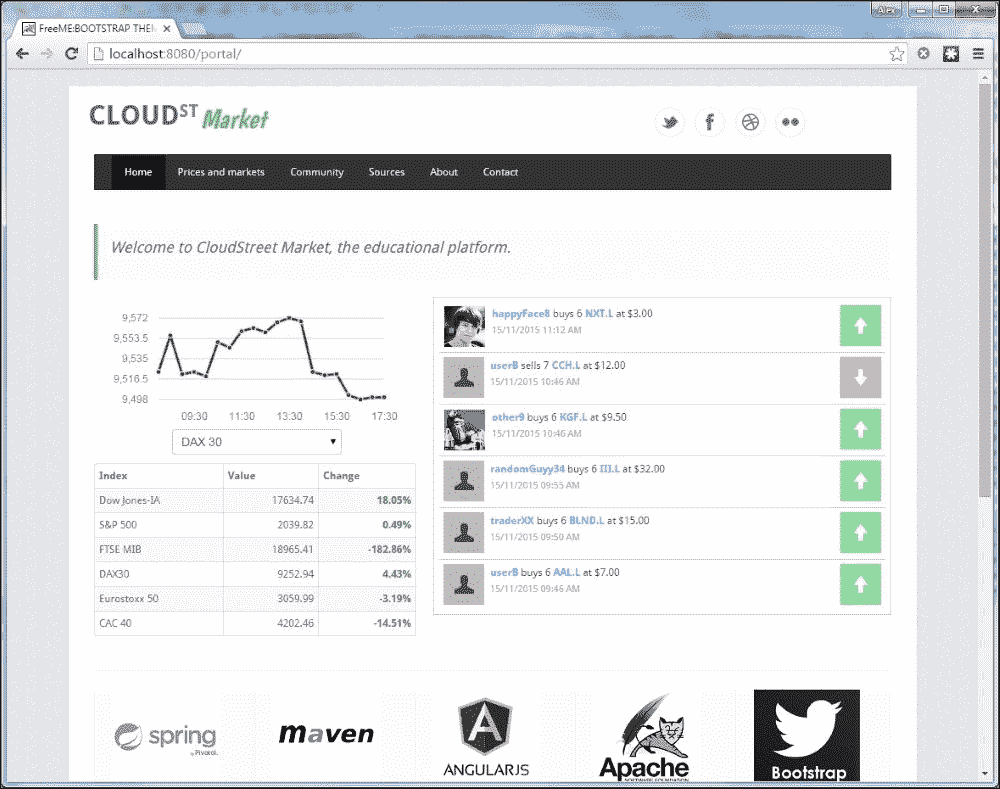 Alex
FreeME:BOOTSTRAP THEM
localhost:8080/portal/
CLOUDST Market
Home Prices and markets Community Sources About Contact
Welcome to CloudStreet Market, the educational platform.
9,572
9,553.5
9,535
9,516.5
9,498
09:30 11:30 13:30 15:30 17:30
DAX 30
Index Value Change
Dow Jones-IA 17634.74 18.05%
S&P 500 2039.82 0.49%
FTSE MIB 18965.41 -182.86%
DAX30 9252.94 4.43%
Eurostoxx 50 3059.99 -3.19%
CAC 40 4202.46 -14.51%
happyFace8 buys 6 NXT.L at $3.00
15/11/2015 11:12 AM
userB sells 7 CCH.L at $12.00
15/11/2015 10:46 AM
other9 buys 6 KGF.L at $9.50
15/11/2015 10:46 AM
randomGuyy34 buys 6 III.L at $32.00
15/11/2015 09:55 AM
traderXX buys 6 BLND.L at $15.00
15/11/2015 09:50 AM
userB buys 6 AAL.L at $7.00
15/11/2015 09:46 AM
spring
by Pivotal.
maven
ANGULARJS
Apache
SOFTWARE FOUNDATION
Bootstrap